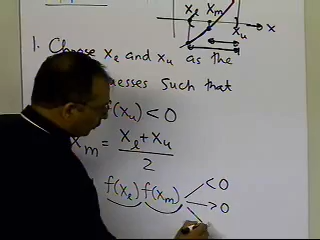 xℓ xm
xu x
1. Choose xℓ and xu as the
guesses such that
f(xu) < 0
xm = xℓ + xu / 2
f(xℓ) f(xm) < 0
> 0